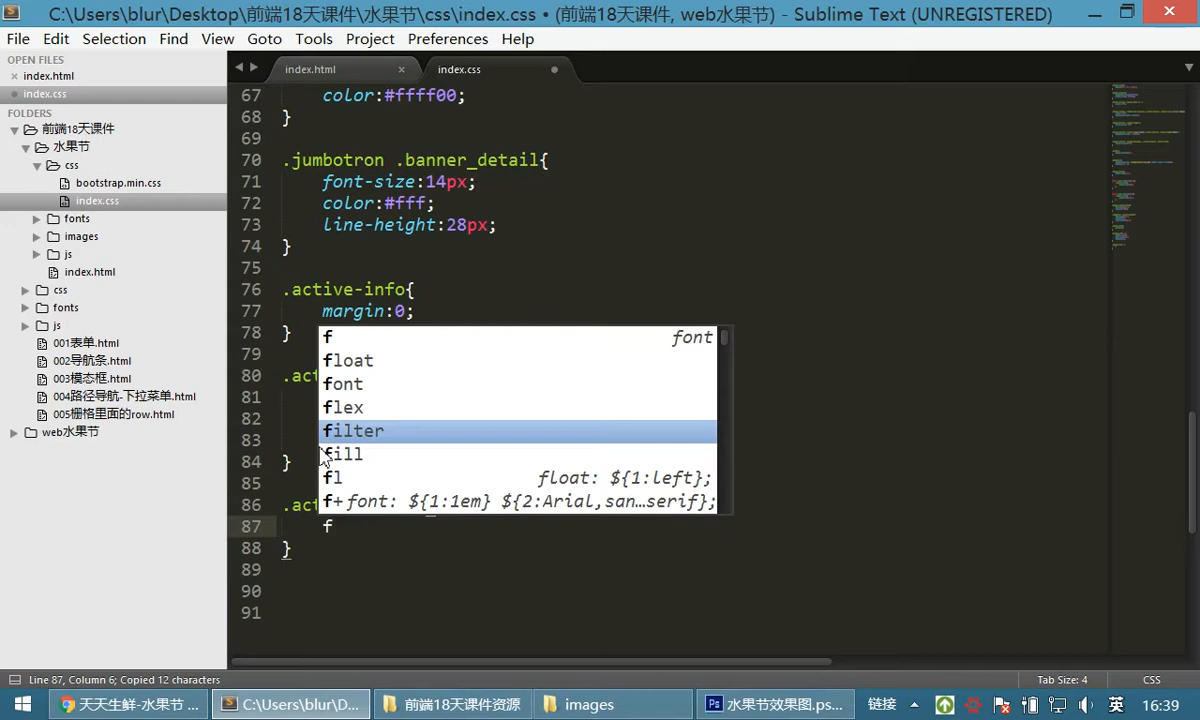 C:\Users\blur\Desktop\前端18天课件\水果节\css\index.css • (前端18天课件, web水果节) - Sublime Text (UNREGISTERED)
File Edit Selection Find View Goto Tools Project Preferences Help
OPEN FILES
index.html
index.css
FOLDERS
前端18天课件
水果节
css
bootstrap.min.css
index.css
fonts
images
js
index.html
css
fonts
js
001表单.html
002导航条.html
003模态框.html
004路径导航-下拉菜单.html
005栅格里面的row.html
web水果节
index.html
index.css
67 color:#ffff00;
68 }
69
70 .jumbotron .banner_detail{
71 font-size:14px;
72 color:#fff;
73 line-height:28px;
74 }
75
76 .active-info{
77 margin:0;
78 }
79
80 .act
81
82
83
84 }
85
86 .act
87 f
88 }
89
90
91
f font
float
font
flex
filter
fill
fl float: ${1:left};
f+ font: ${1:1em} ${2:Arial,san…serif};
Line 87, Column 6; Copied 12 characters
Tab Size: 4
CSS
天天生鲜-水果节 ...
C:\Users\blur\D...
前端18天课件资源
images
水果节效果图.ps...
链接
英
16:39